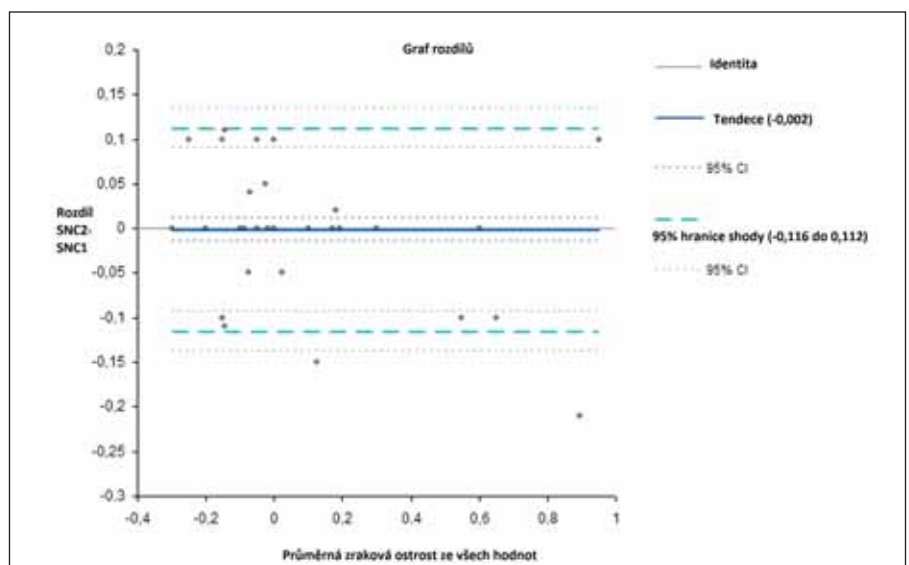 Graf rozdílů
0,2
0,15
0,1
0,05
0
-0,05
-0,1
-0,15
-0,2
-0,25
-0,3
Rozdíl
SNC2-
SNC1
-0,4
-0,2
0
0,2
0,4
0,6
0,8
1
Průměrná zraková ostrost ze všech hodnot
Identita
Tendece (-0,002)
95% CI
95% hranice shody (-0,116 do 0,112)
95% CI